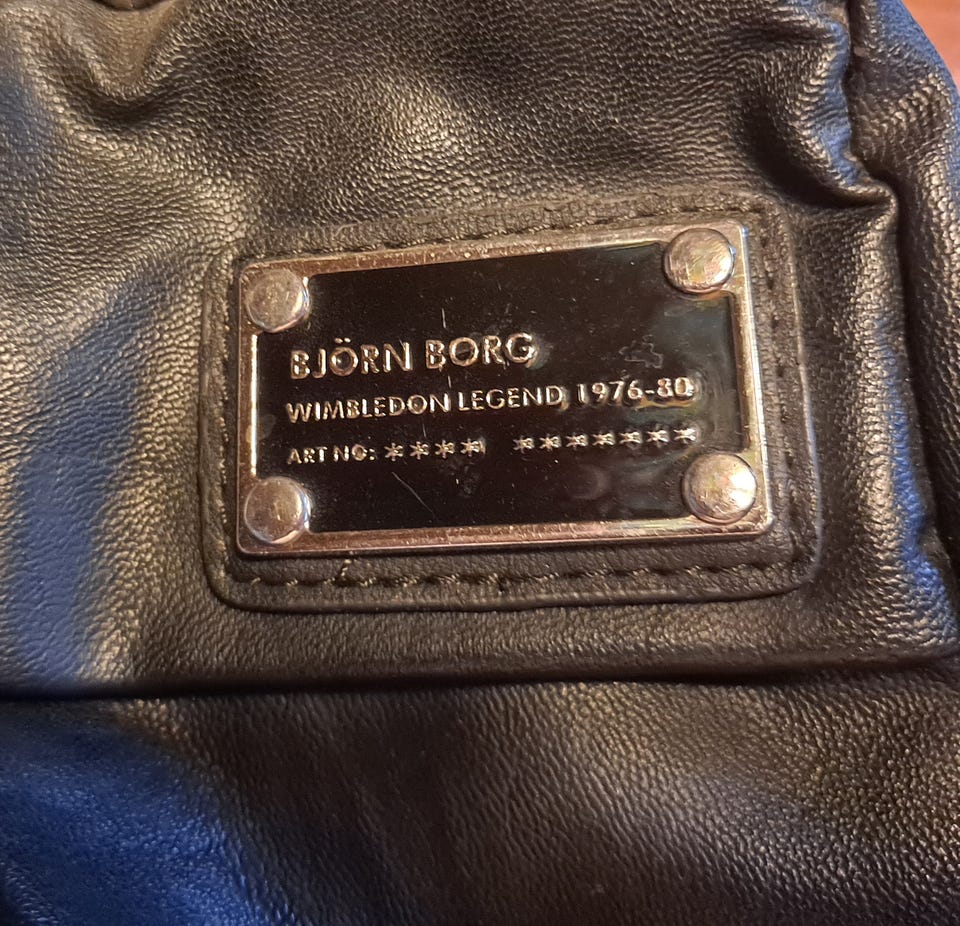 BJÖRN BORG
WIMBLEDON LEGEND, 1976-80
ART NO: **** *******